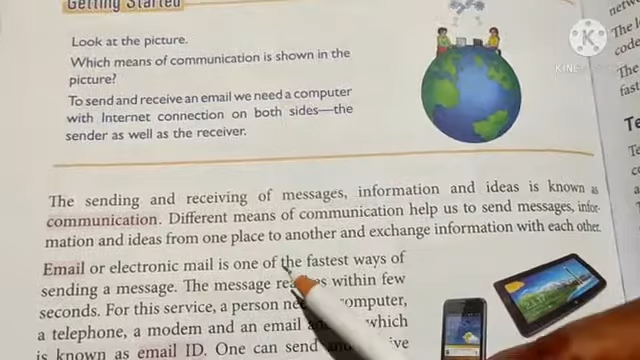 Getting Started
Look at the picture.
Which means of communication is shown in the
picture?
To send and receive an email we need a computer
with Internet connection on both sides—the
sender as well as the receiver.
The sending and receiving of messages, information and ideas is known as
communication. Different means of communication help us to send messages, infor-
mation and ideas from one place to another and exchange information with each other.
Email or electronic mail is one of the fastest ways of
sending a message. The message within few
seconds. For this service, a person computer,
a telephone, a modem and an email which
is known as email ID. One can send
netw
The
code
fast
Te
K